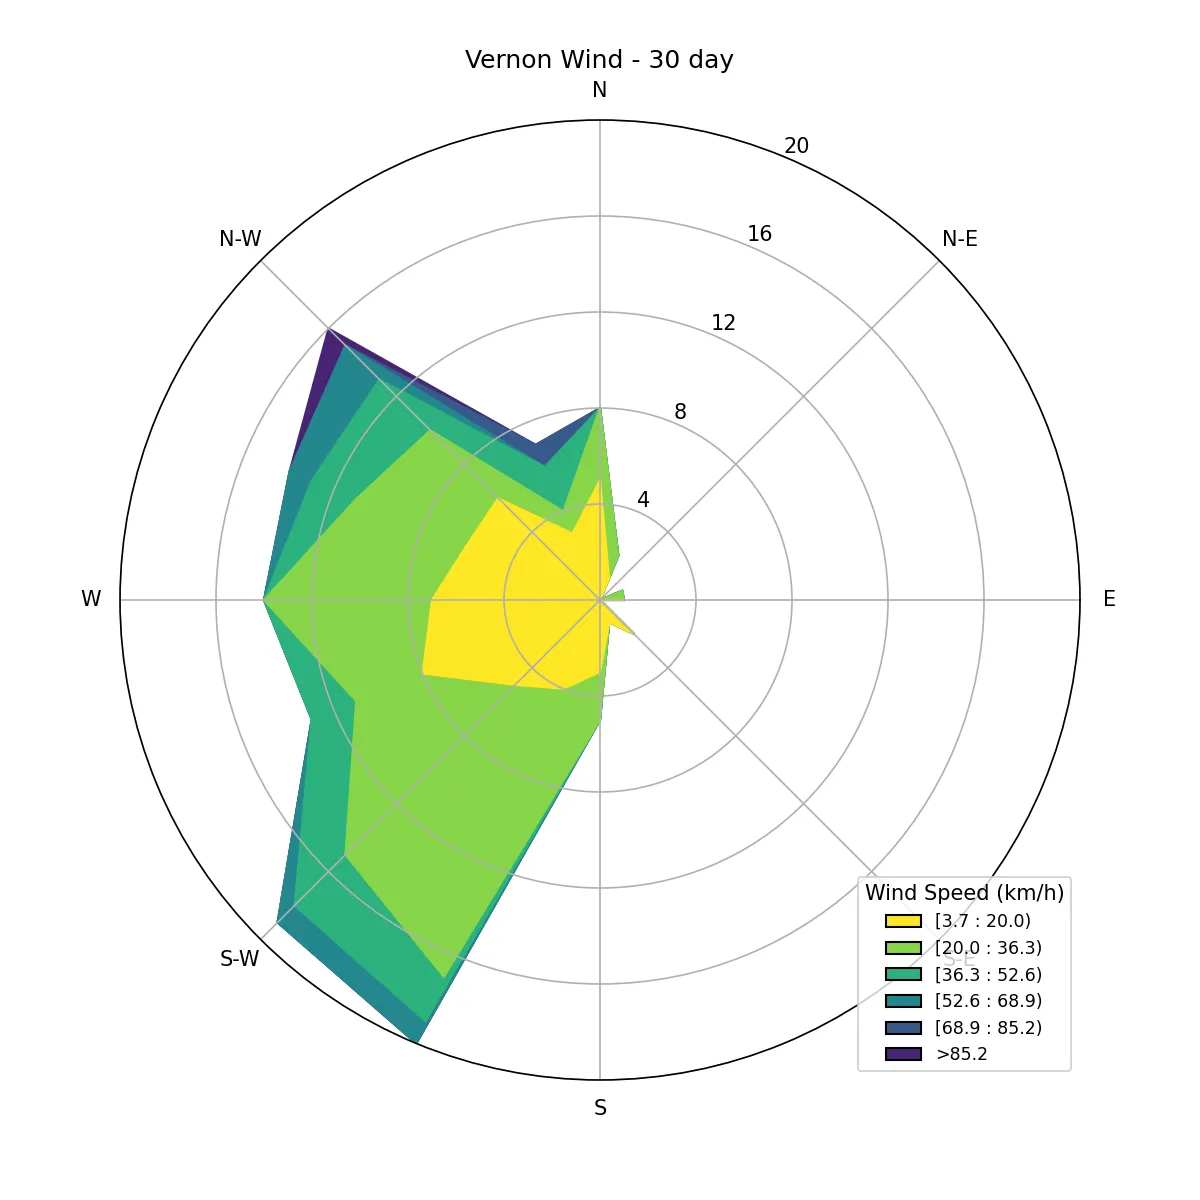 Vernon Wind - 30 day
N
20
N-W
16
N-E
12
8
4
W
E
Wind Speed (km/h)
[3.7 : 20.0)
[20.0 : 36.3)
S-W
S-E
[36.3 : 52.6)
[52.6 : 68.9)
[68.9 : 85.2)
>85.2
S